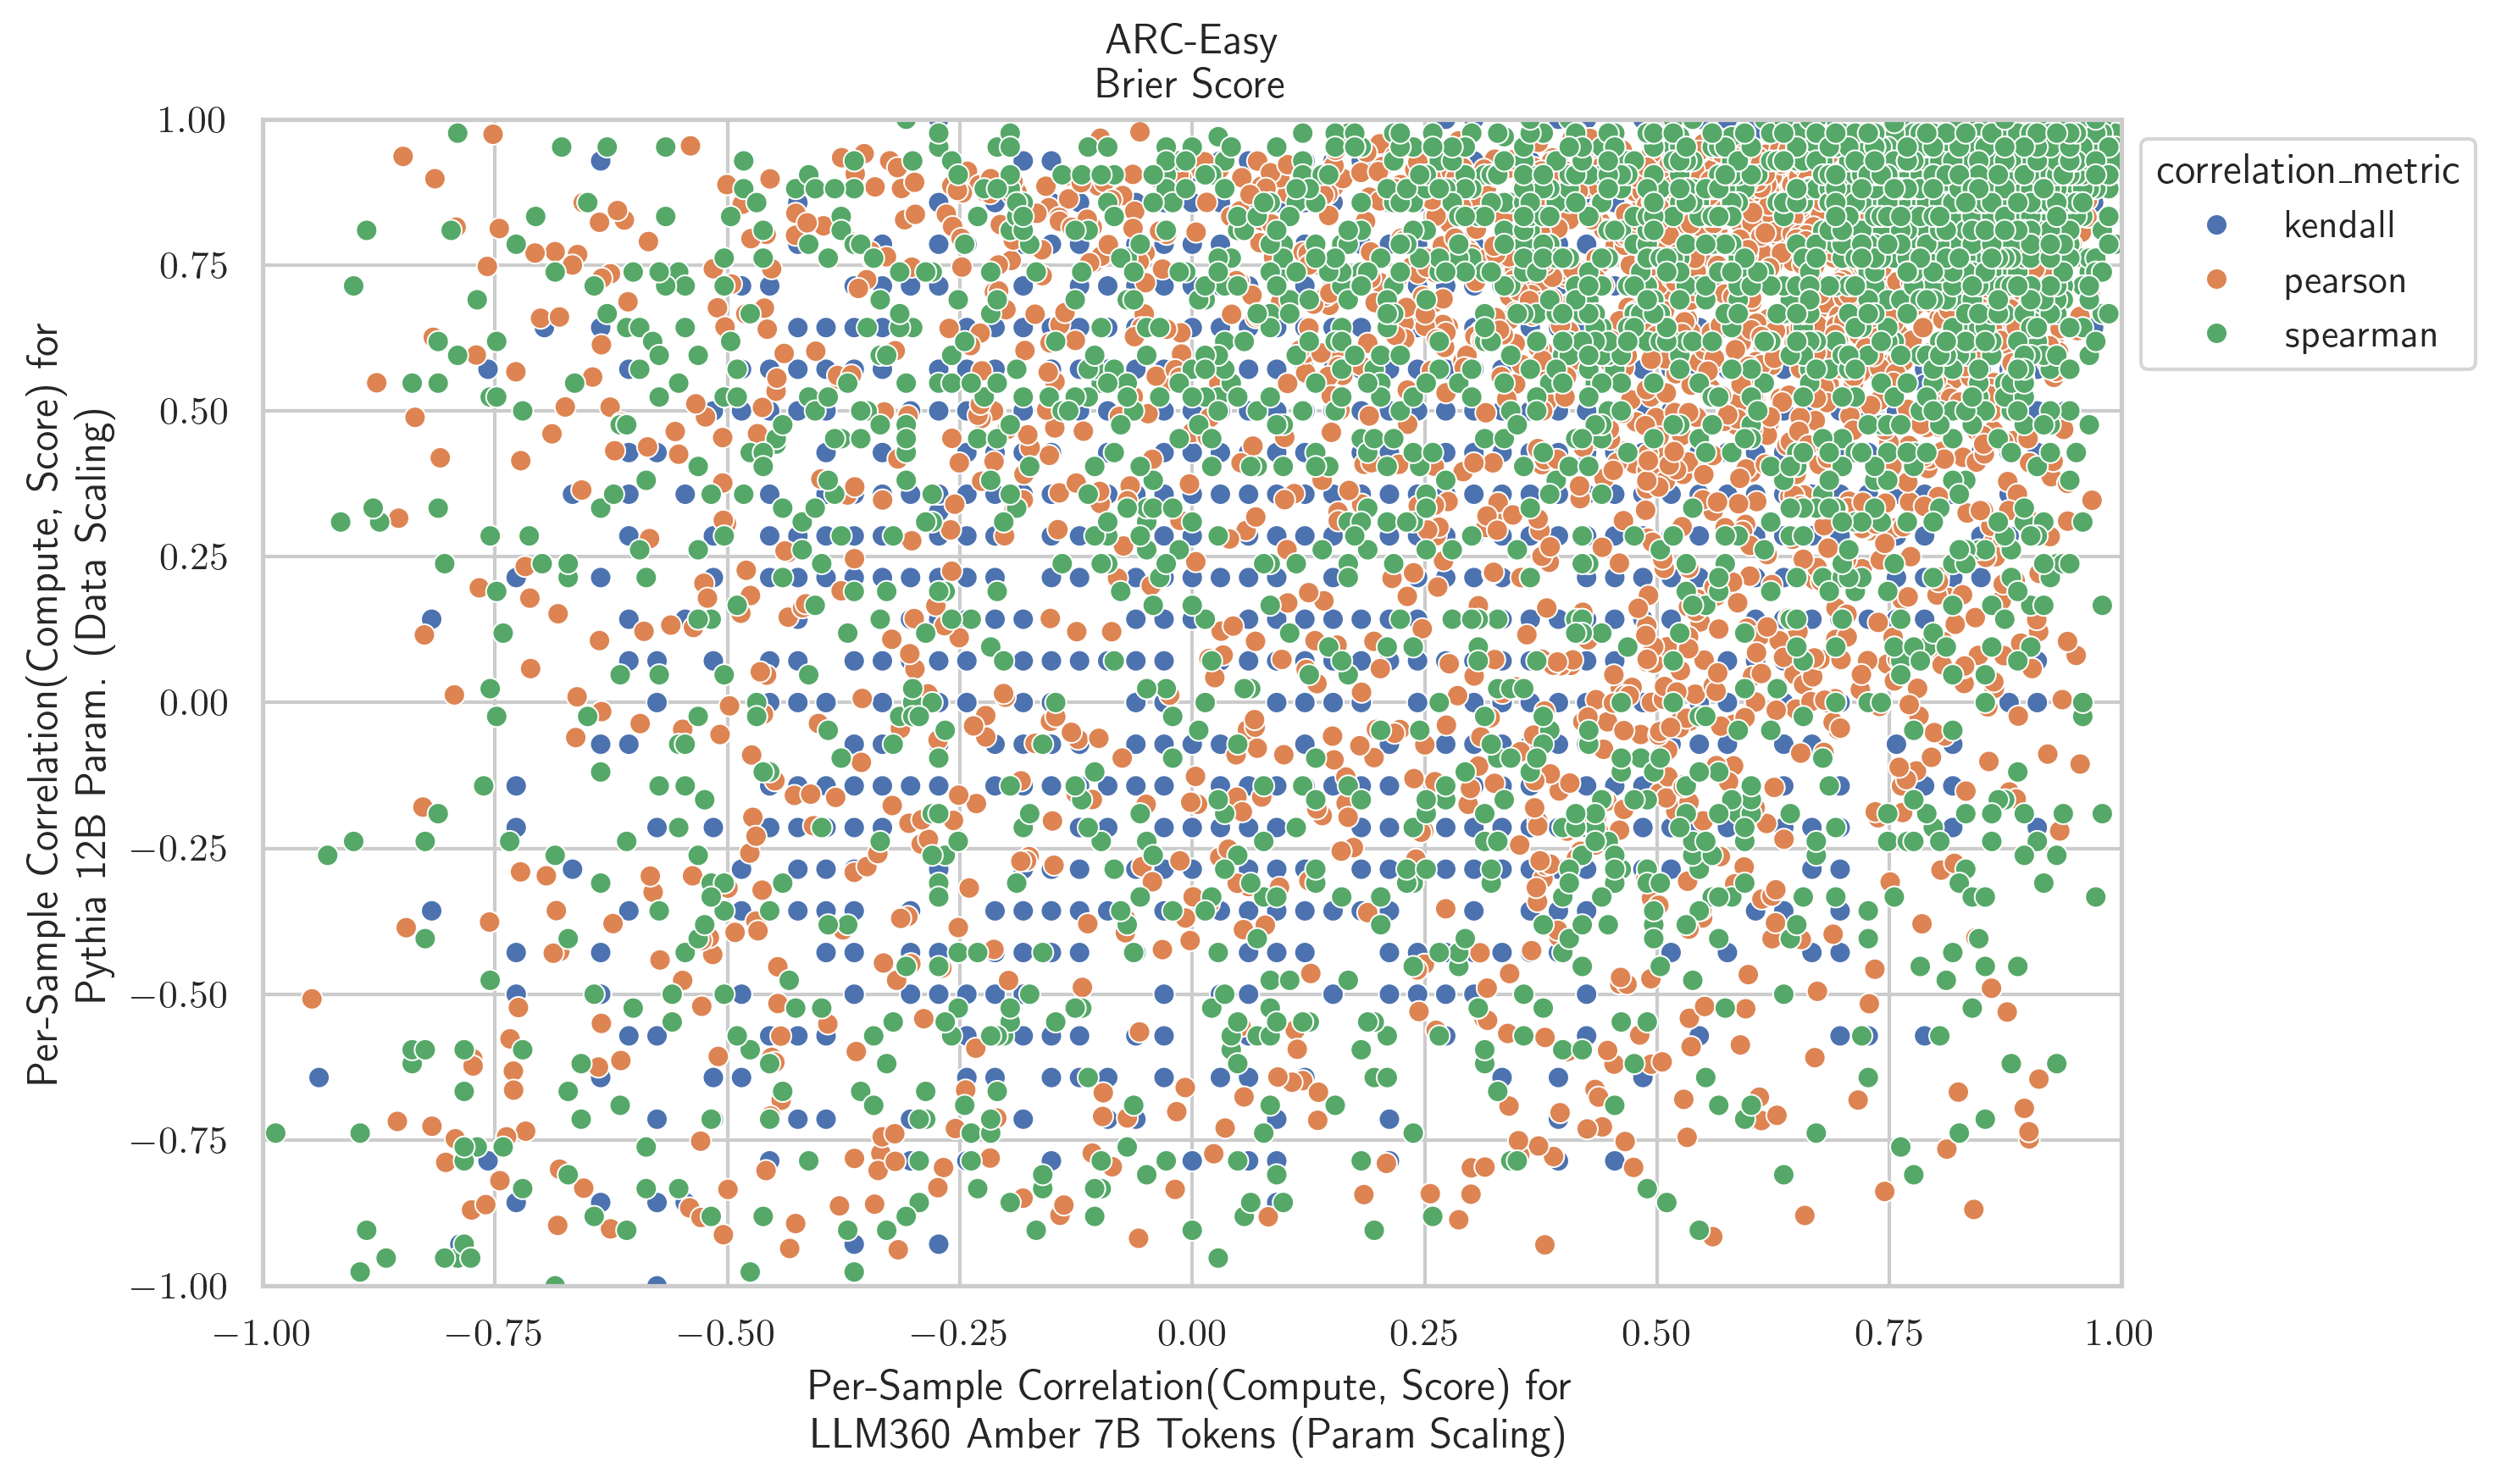 ARC-Easy
Brier Score
Per-Sample Correlation(Compute, Score) for
Pythia 12B Param. (Data Scaling)
1.00
0.75
0.50
0.25
0.00
−0.25
−0.50
−0.75
−1.00
−1.00 −0.75 −0.50 −0.25 0.00 0.25 0.50 0.75 1.00
Per-Sample Correlation(Compute, Score) for
LLM360 Amber 7B Tokens (Param Scaling)
correlation_metric
kendall
pearson
spearman